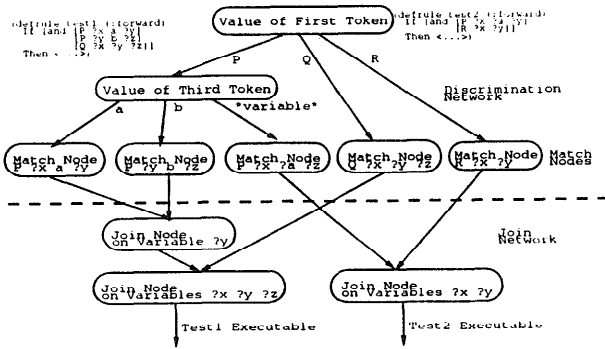 (defrule test1 (:forward)
If [and [P ?x a ?y]
[P ?y b ?z]
[Q ?x ?y ?z]]
Then <...>)
Value of First Token
(defrule test2 (:forward)
If [and [P ?x ?a ?y]
[R ?x ?y]]
Then <...>)
P
Q
R
Value of Third Token
a
b
*variable*
Discrimination
Network
Match Node
P ?x a ?y
Match Node
P ?y b ?z
Match Node
P ?x ?a ?z
Match Node
Q ?x ?y ?z
Match Node
R ?x ?y
Match
Nodes
Join Node
on Variable ?y
Join
Network
Join Node
on Variables ?x ?y ?z
Join Node
on Variables ?x ?y
Test1 Executable
Test2 Executable